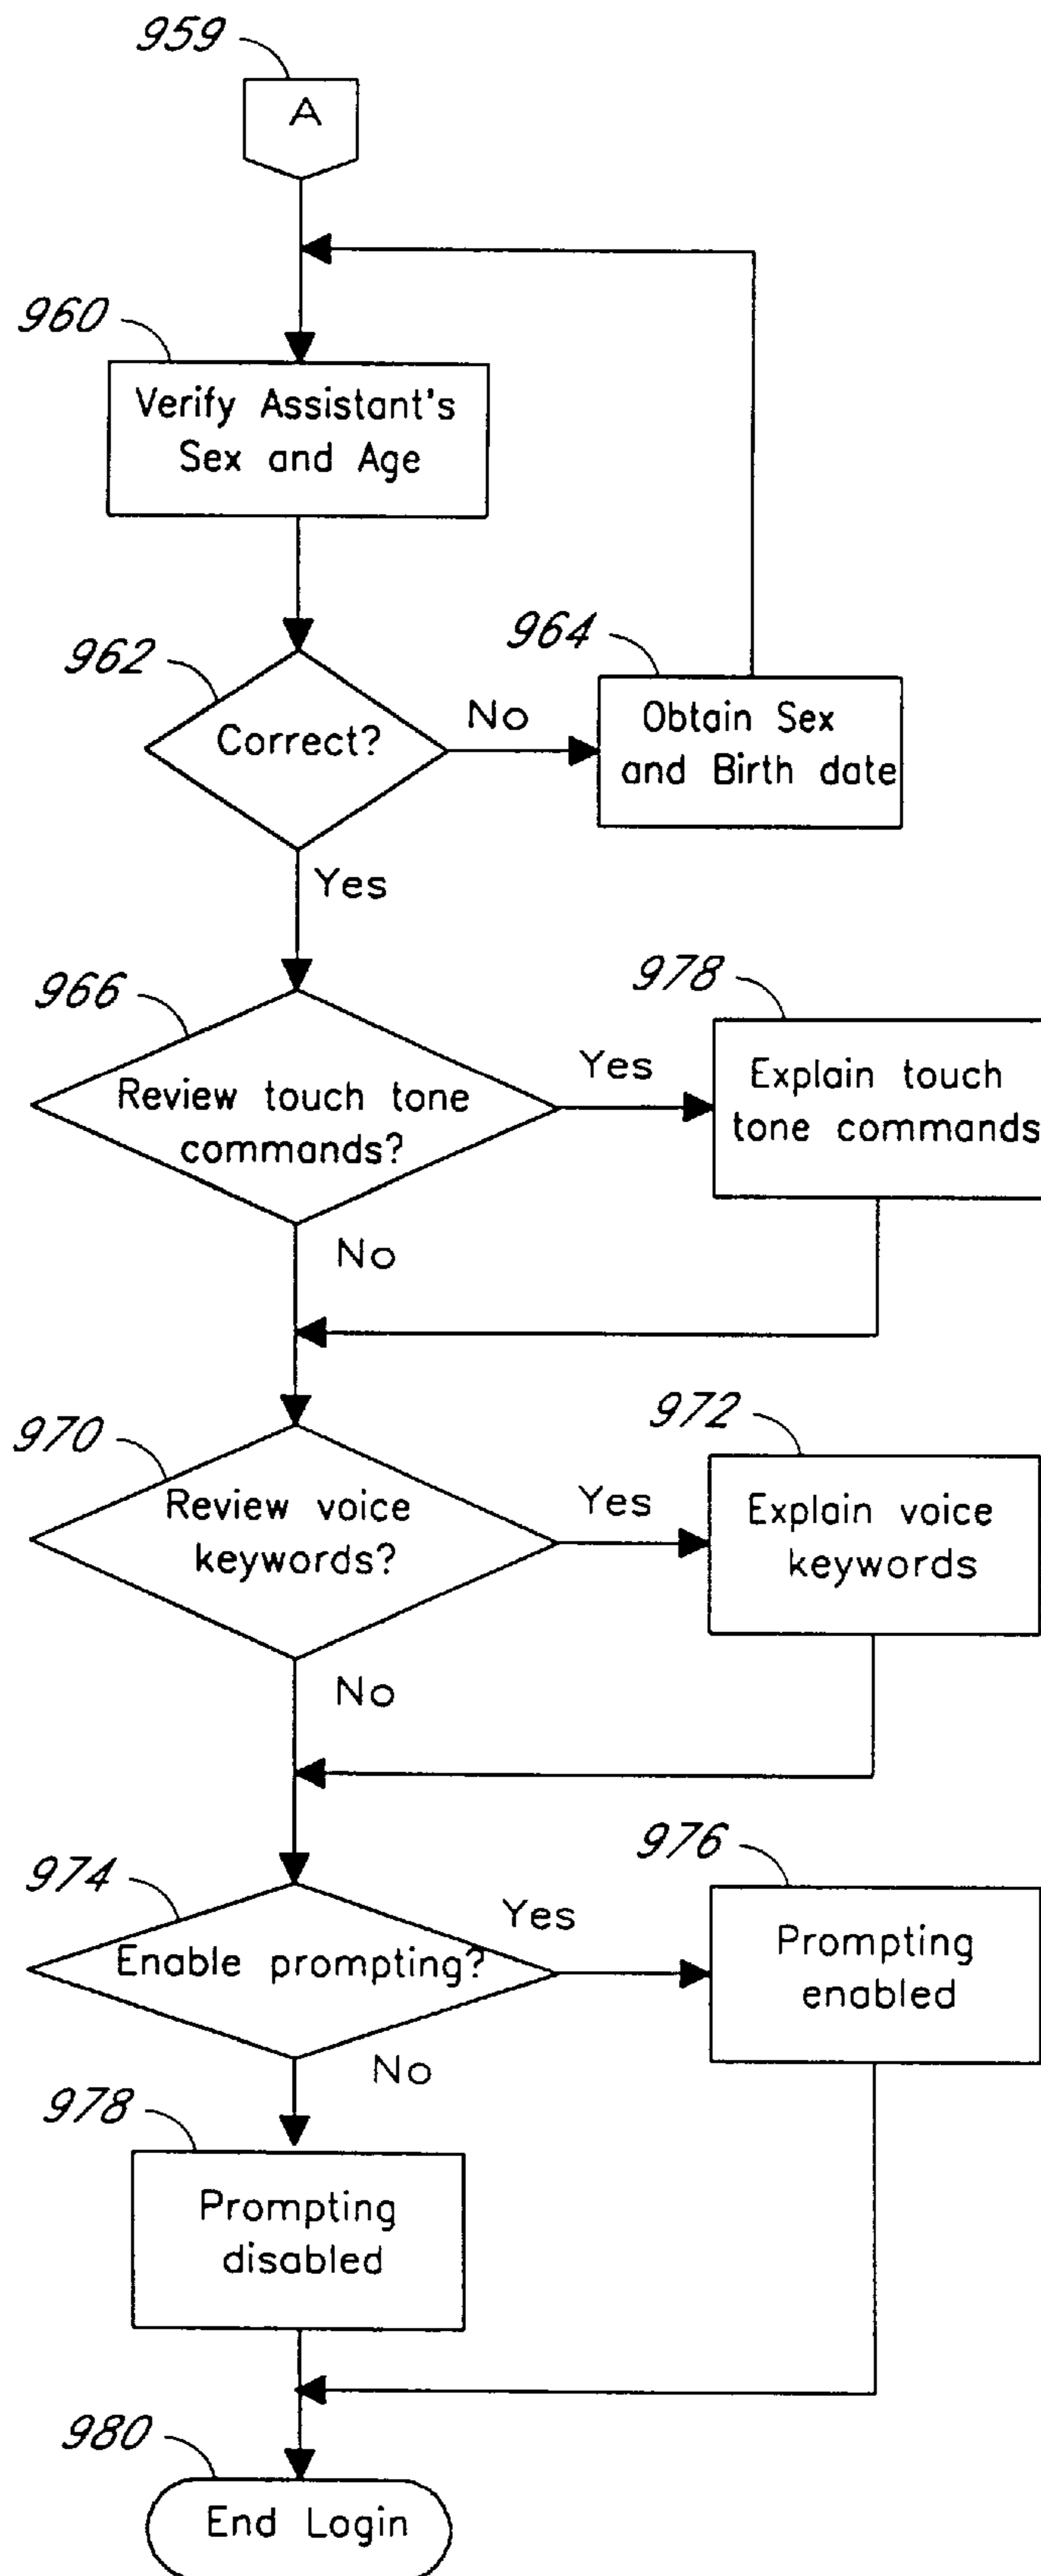 959
A
960
Verify Assistant's
Sex and Age
962
Correct?
No
964
Obtain Sex
and Birth date
Yes
966
Review touch tone
commands?
Yes
978
Explain touch
tone commands
No
970
Review voice
keywords?
Yes
972
Explain voice
keywords
No
974
Enable prompting?
Yes
976
Prompting
enabled
No
978
Prompting
disabled
980
End Login